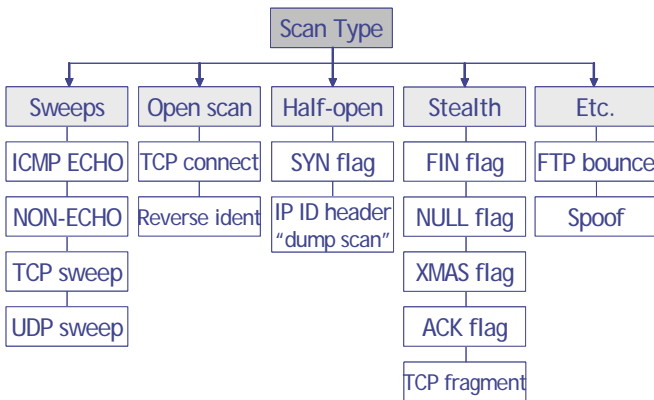 Scan Type
Sweeps
ICMP ECHO
NON-ECHO
TCP sweep
UDP sweep
Open scan
TCP connect
Reverse ident
Half-open
SYN flag
IP ID header
“dump scan”
Stealth
FIN flag
NULL flag
XMAS flag
ACK flag
TCP fragment
Etc.
FTP bounce
Spoof